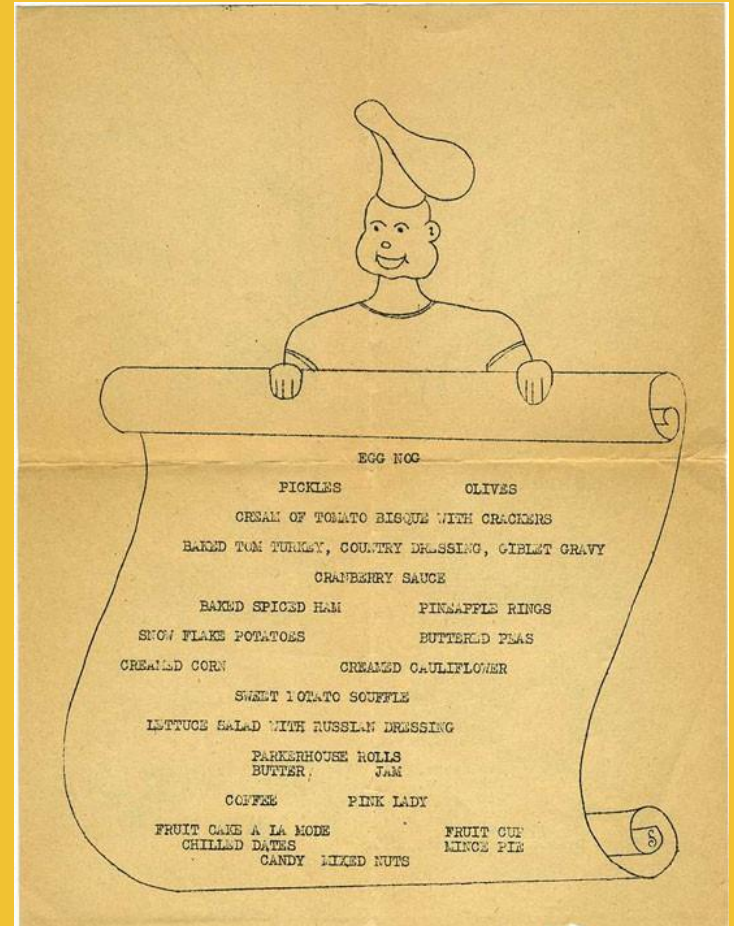 EGG NOG
PICKLES OLIVES
CREAM OF TOMATO BISQUE WITH CRACKERS
BAKED TOM TURKEY, COUNTRY DRESSING, GIBLET GRAVY
CRANBERRY SAUCE
BAKED SPICED HAM PINEAPPLE RINGS
SNOW FLAKE POTATOES BUTTERED PEAS
CREAMED CORN CREAMED CAULIFLOWER
SWEET POTATO SOUFFLE
LETTUCE SALAD WITH RUSSIAN DRESSING
PARKERHOUSE ROLLS
BUTTER, JAM
COFFEE PINK LADY
FRUIT CAKE A LA MODE FRUIT CUP
CHILLED DATES MINCE PIE
CANDY MIXED NUTS